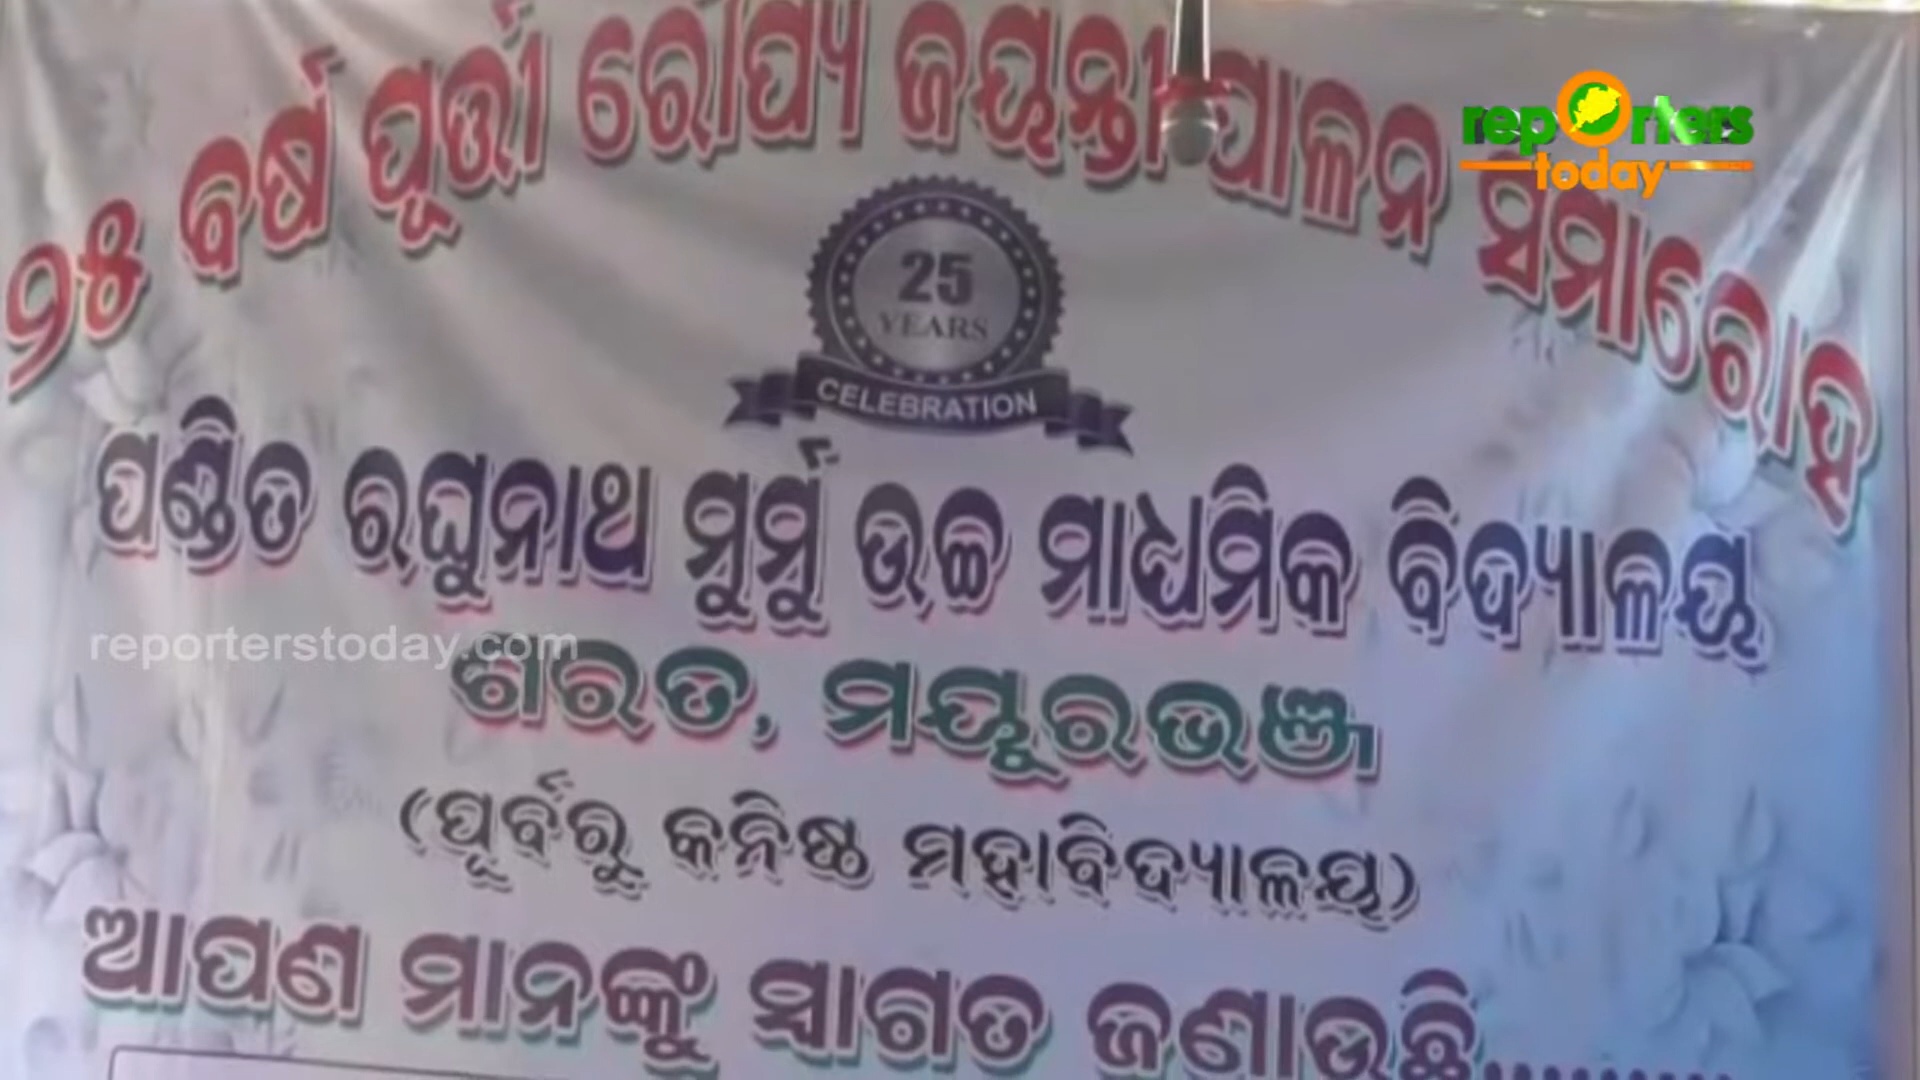 ୨୫ ବର୍ଷ ପୂର୍ତ୍ତୀ ରୌପ୍ୟ ଜୟନ୍ତୀ ପାଳନ ସମାରୋହ
reporters
today
25
YEARS
CELEBRATION
ପଣ୍ଡିତ ରଘୁନାଥ ମୁର୍ମୁ ଉଚ୍ଚ ମାଧ୍ୟମିକ ବିଦ୍ୟାଳୟ
reporterstoday.com
ଶରତ, ମୟୂରଭଞ୍ଜ
(ପୂର୍ବରୁ କନିଷ୍ଠ ମହାବିଦ୍ୟାଳୟ)
ଆପଣ ମାନଙ୍କୁ ସ୍ୱାଗତ ଜଣାଉଛି..........